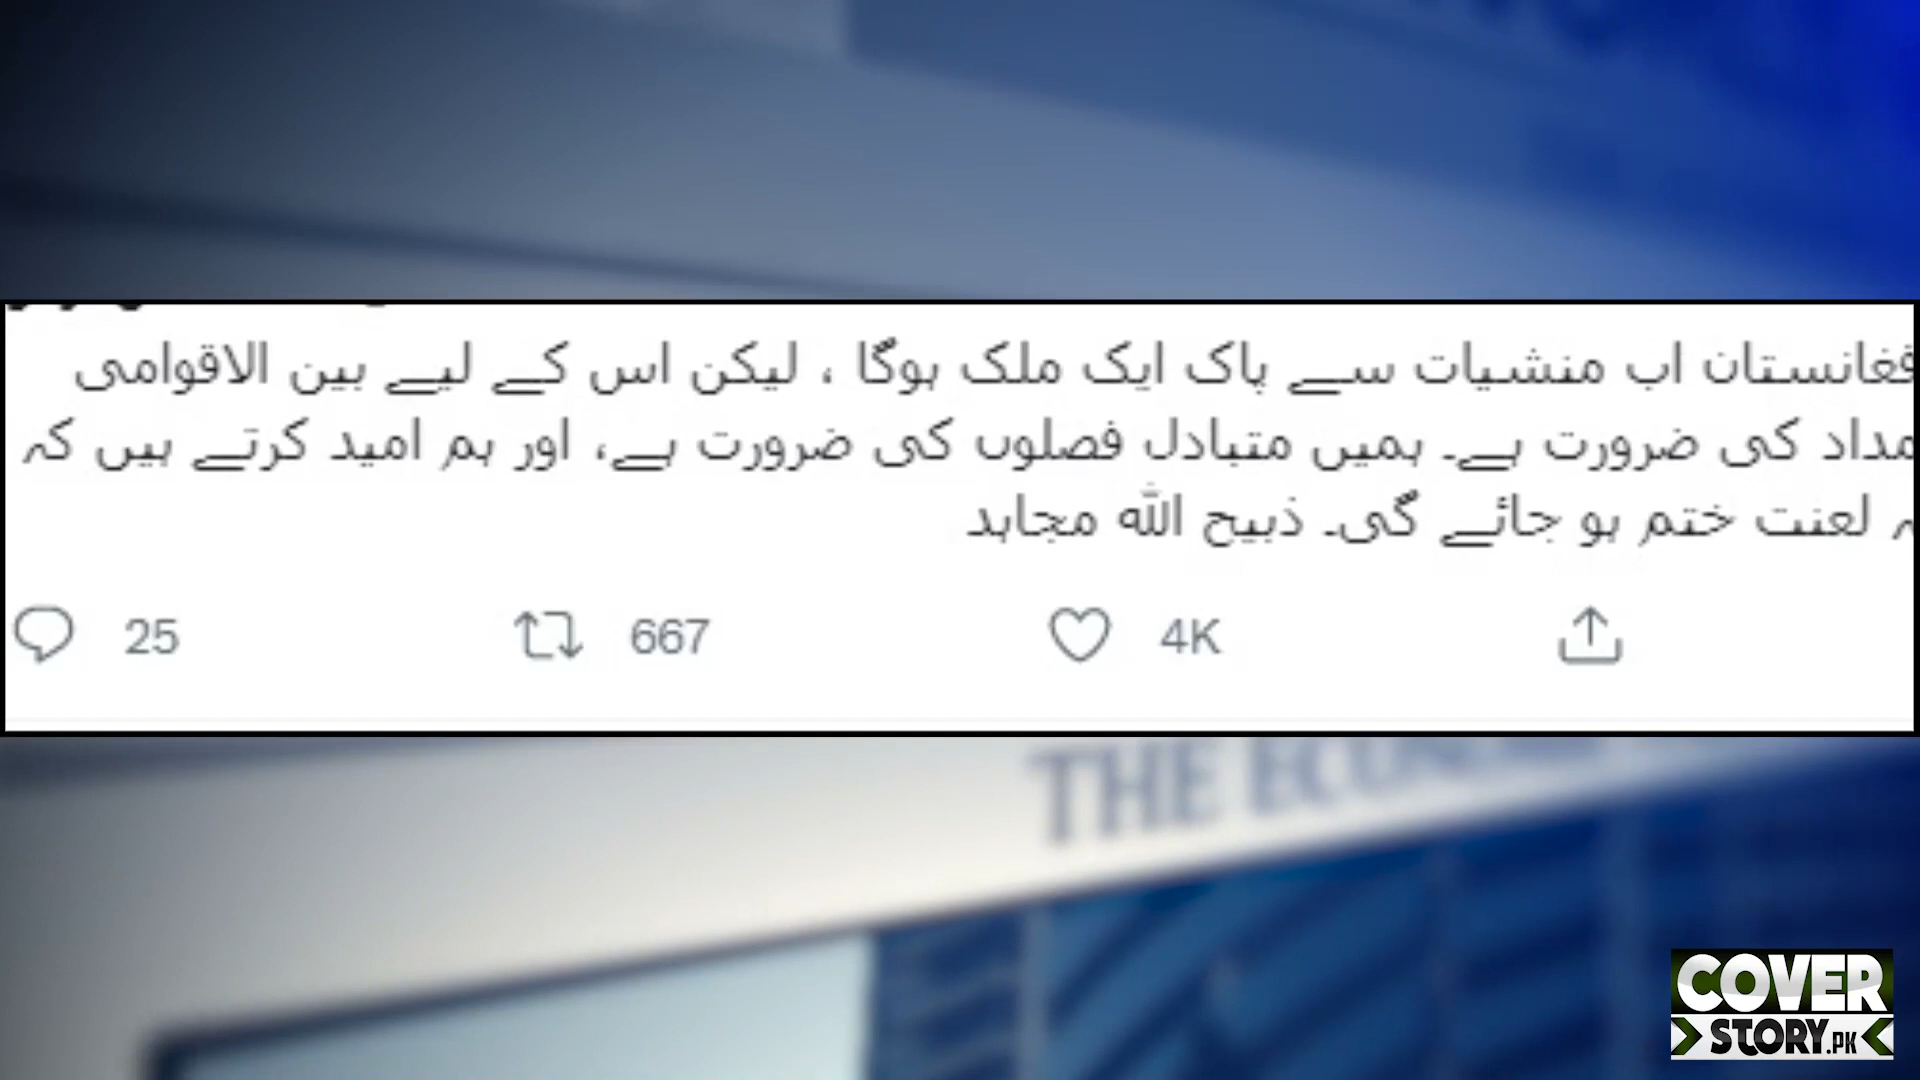 فغانستان اب منشیات سے پاک ایک ملک ہوگا ، لیکن اس کے لیے بین الاقوامی
مداد کی ضرورت ہے۔ ہمیں متبادل فصلوں کی ضرورت ہے، اور ہم امید کرتے ہیں کہ
ہ لعنت ختم ہو جائے گی۔ ذبیح اللہ مجاہد
25 667 4K
THE ECON
COVER
STORY.PK